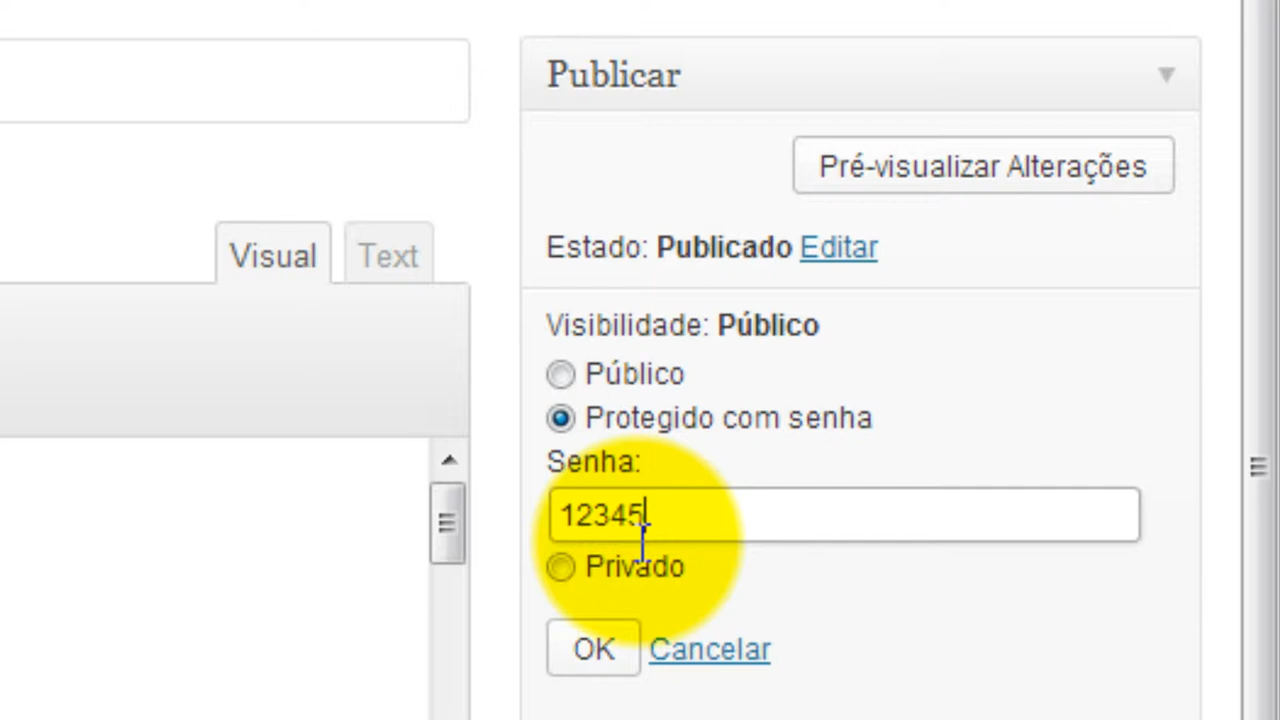 Publicar
Pré-visualizar Alterações
Visual Text
Estado: Publicado Editar
Visibilidade: Público
Público
Protegido com senha
Senha:
12345
Privado
OK Cancelar